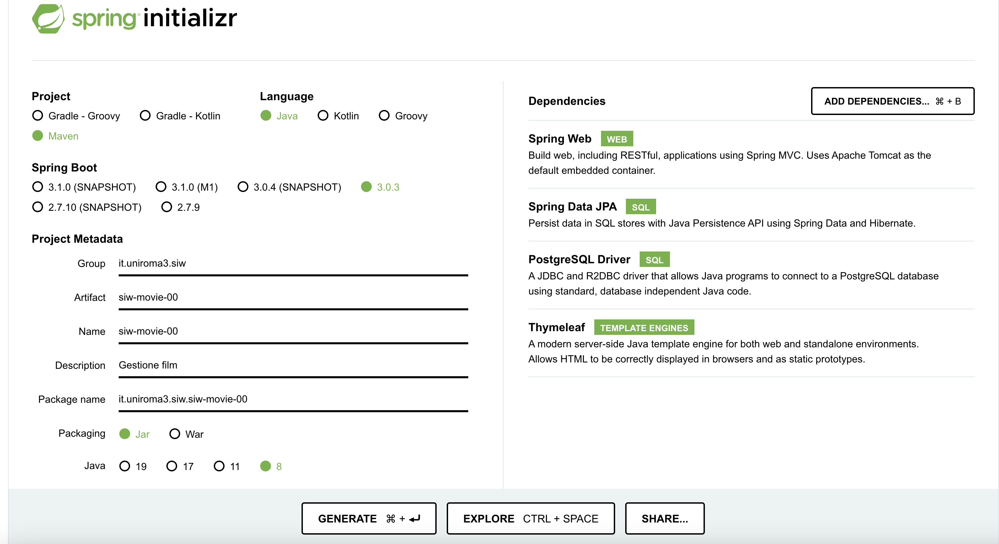 spring® initializr
Project
Gradle - Groovy Gradle - Kotlin
Maven
Language
Java Kotlin Groovy
Spring Boot
3.1.0 (SNAPSHOT) 3.1.0 (M1) 3.0.4 (SNAPSHOT) 3.0.3
2.7.10 (SNAPSHOT) 2.7.9
Project Metadata
Group it.uniroma3.siw
Artifact siw-movie-00
Name siw-movie-00
Description Gestione film
Package name it.uniroma3.siw.siw-movie-00
Packaging Jar War
Java 19 17 11 8
Dependencies
ADD DEPENDENCIES... ⌘ + B
Spring Web WEB
Build web, including RESTful, applications using Spring MVC. Uses Apache Tomcat as the
default embedded container.
Spring Data JPA SQL
Persist data in SQL stores with Java Persistence API using Spring Data and Hibernate.
PostgreSQL Driver SQL
A JDBC and R2DBC driver that allows Java programs to connect to a PostgreSQL database
using standard, database independent Java code.
Thymeleaf TEMPLATE ENGINES
A modern server-side Java template engine for both web and standalone environments.
Allows HTML to be correctly displayed in browsers and as static prototypes.
GENERATE ⌘ + ↵
EXPLORE CTRL + SPACE
SHARE...